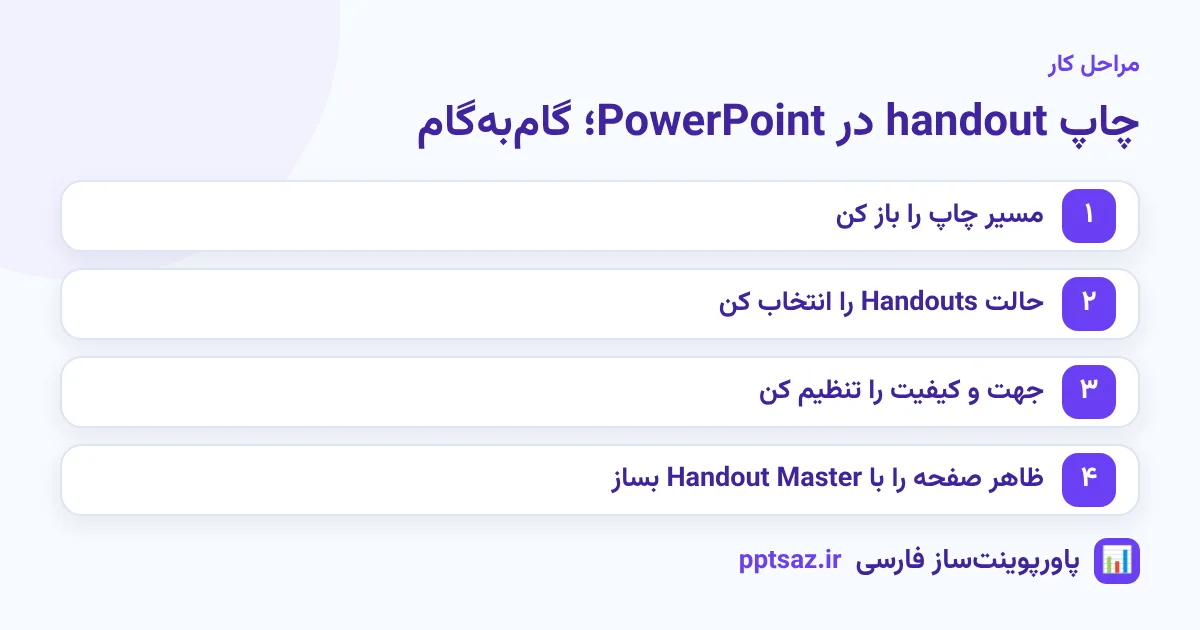 مراحل کار
چاپ handout در PowerPoint؛ گام‌به‌گام
۱ مسیر چاپ را باز کن
۲ حالت Handouts را انتخاب کن
۳ جهت و کیفیت را تنظیم کن
۴ ظاهر صفحه را با Handout Master بساز
پاورپوینت‌ساز فارسی pptsaz.ir